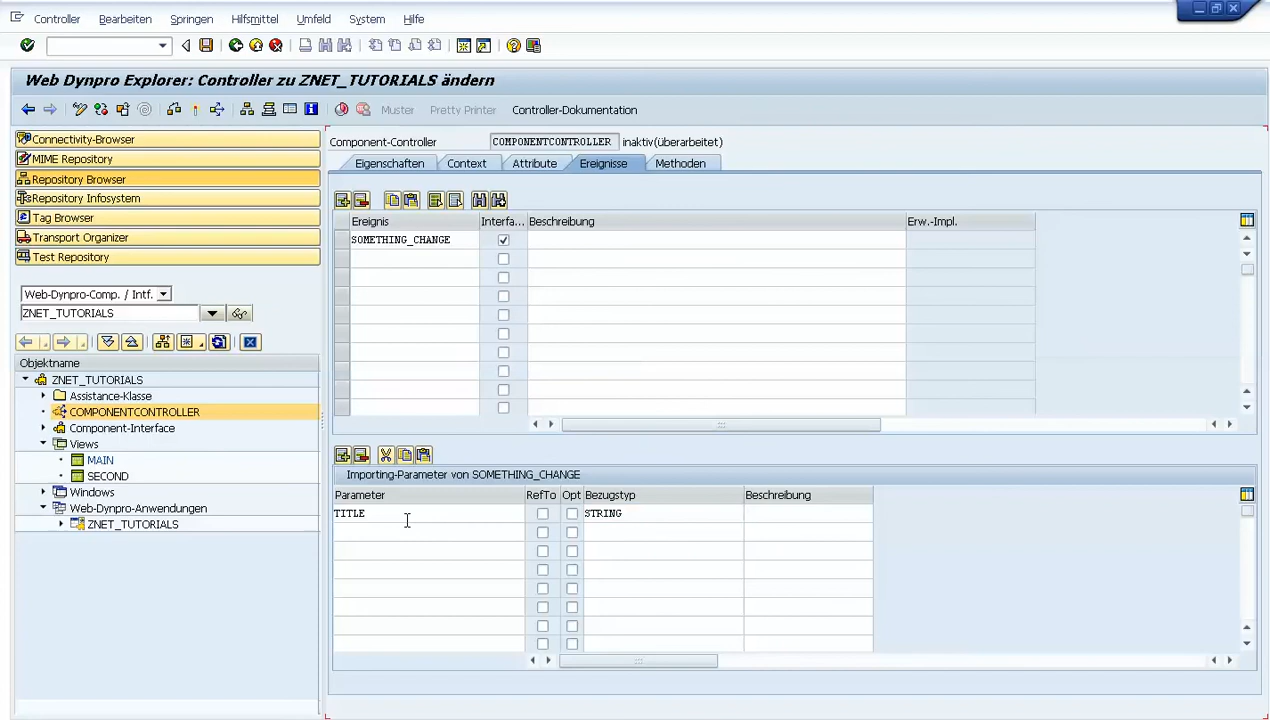 Controller Bearbeiten Springen Hilfsmittel Umfeld System Hilfe
Web Dynpro Explorer: Controller zu ZNET_TUTORIALS ändern
Muster Pretty Printer Controller-Dokumentation
Connectivity-Browser
MIME Repository
Repository Browser
Repository Infosystem
Tag Browser
Transport Organizer
Test Repository
Web-Dynpro-Comp. / Intf.
ZNET_TUTORIALS
Objektname
ZNET_TUTORIALS
Assistance-Klasse
COMPONENTCONTROLLER
Component-Interface
Views
MAIN
SECOND
Windows
Web-Dynpro-Anwendungen
ZNET_TUTORIALS
Component-Controller COMPONENTCONTROLLER inaktiv(überarbeitet)
Eigenschaften Context Attribute Ereignisse Methoden
Ereignis Interfa... Beschreibung Erw.-Impl.
SOMETHING_CHANGE
Importing-Parameter von SOMETHING_CHANGE
Parameter RefTo Opt Bezugstyp Beschreibung
TITLE STRING